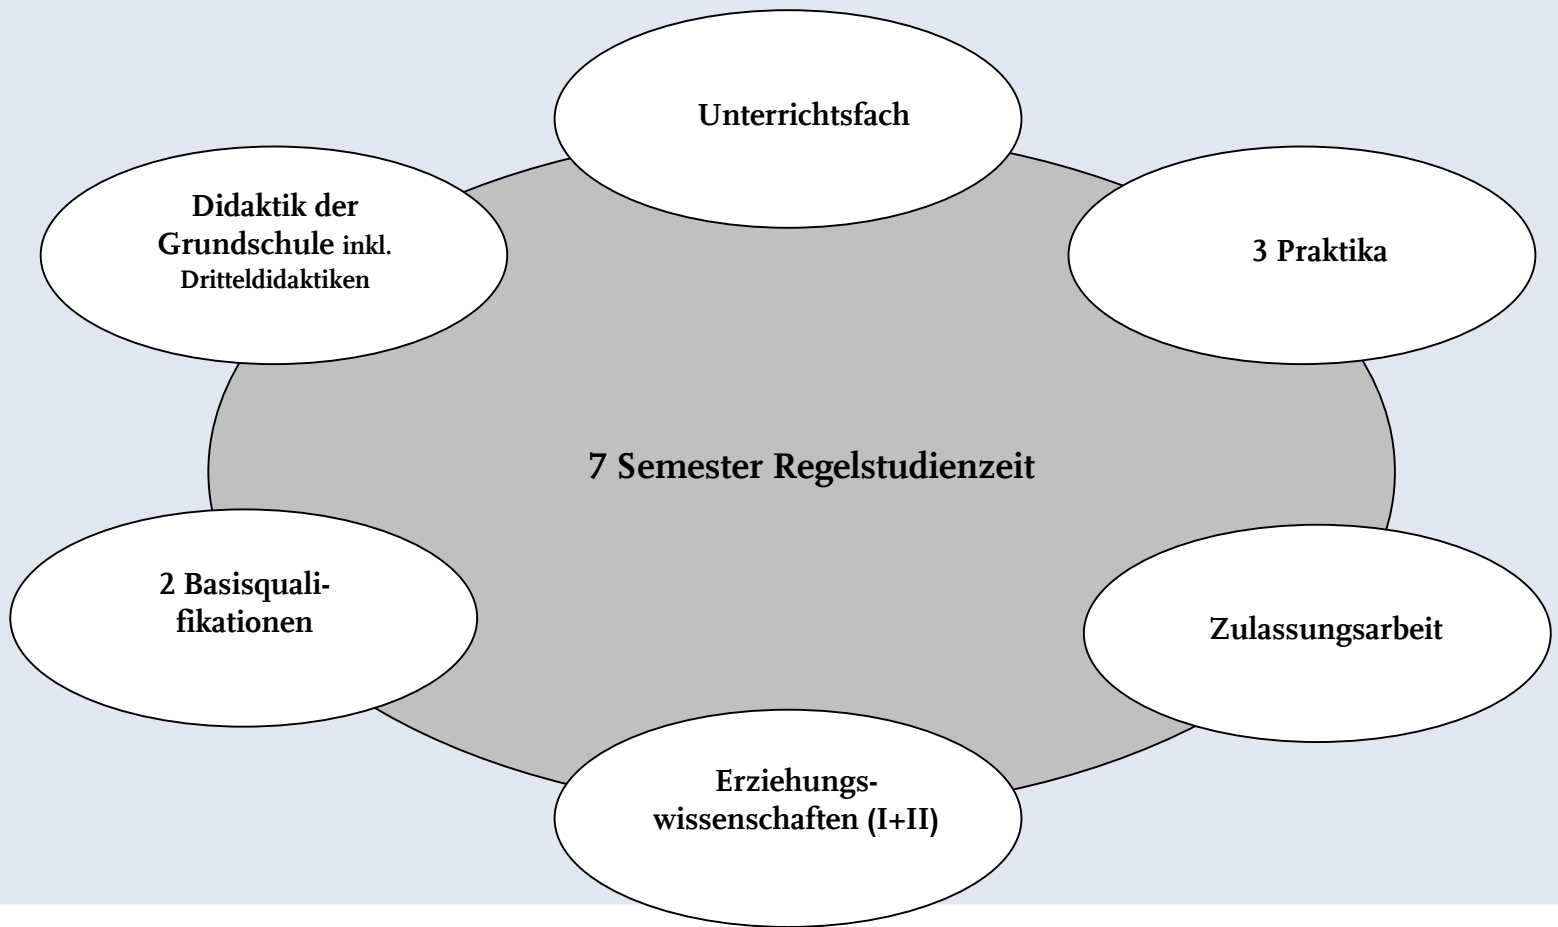 Unterrichtsfach
Didaktik der
Grundschule inkl.
Dritteldidaktiken
3 Praktika
7 Semester Regelstudienzeit
2 Basisquali-
fikationen
Zulassungsarbeit
Erziehungs-
wissenschaften (I+II)